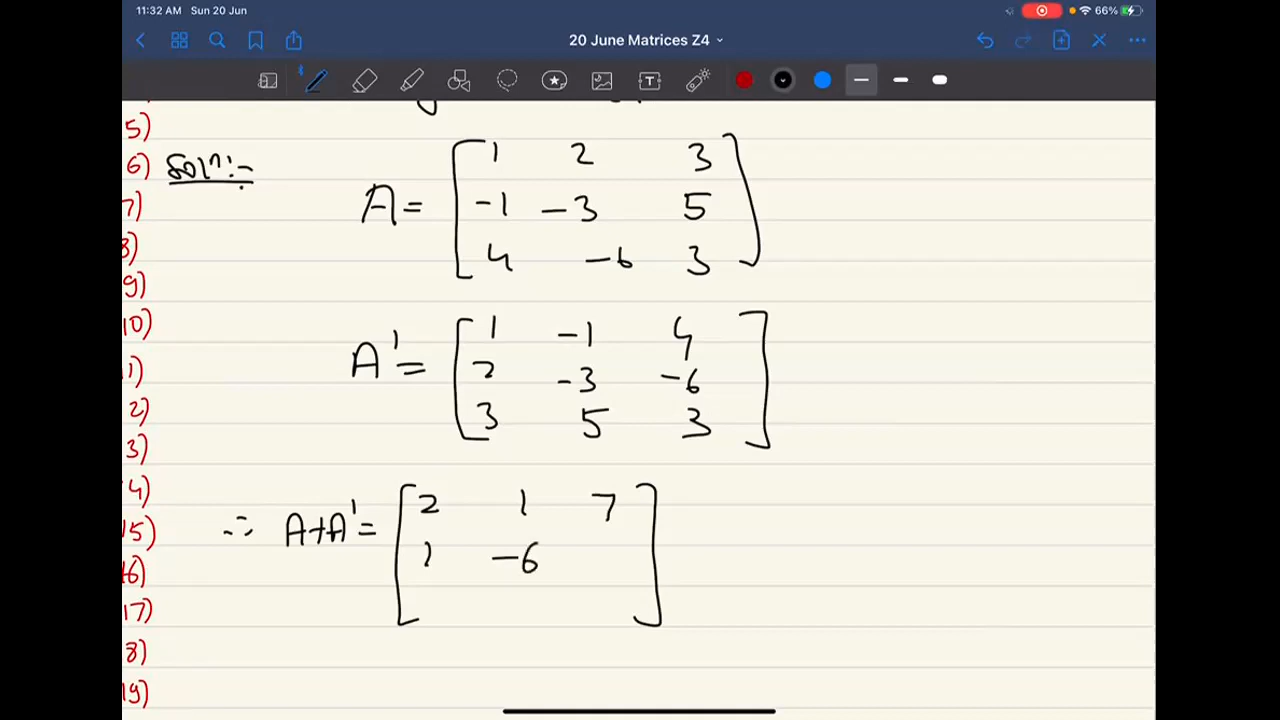 11:32 AM Sun 20 Jun
66%
20 June Matrices Z4
5)
6) Soln:-
7)
8)
9)
10)
11)
12)
13)
14)
15)
16)
17)
18)
19)
A = [ 1 2 3
-1 -3 5
4 -6 3 ]
A' = [ 1 -1 4
2 -3 -6
3 5 3 ]
∴ A+A' = [ 2 1 7
1 -6 ]